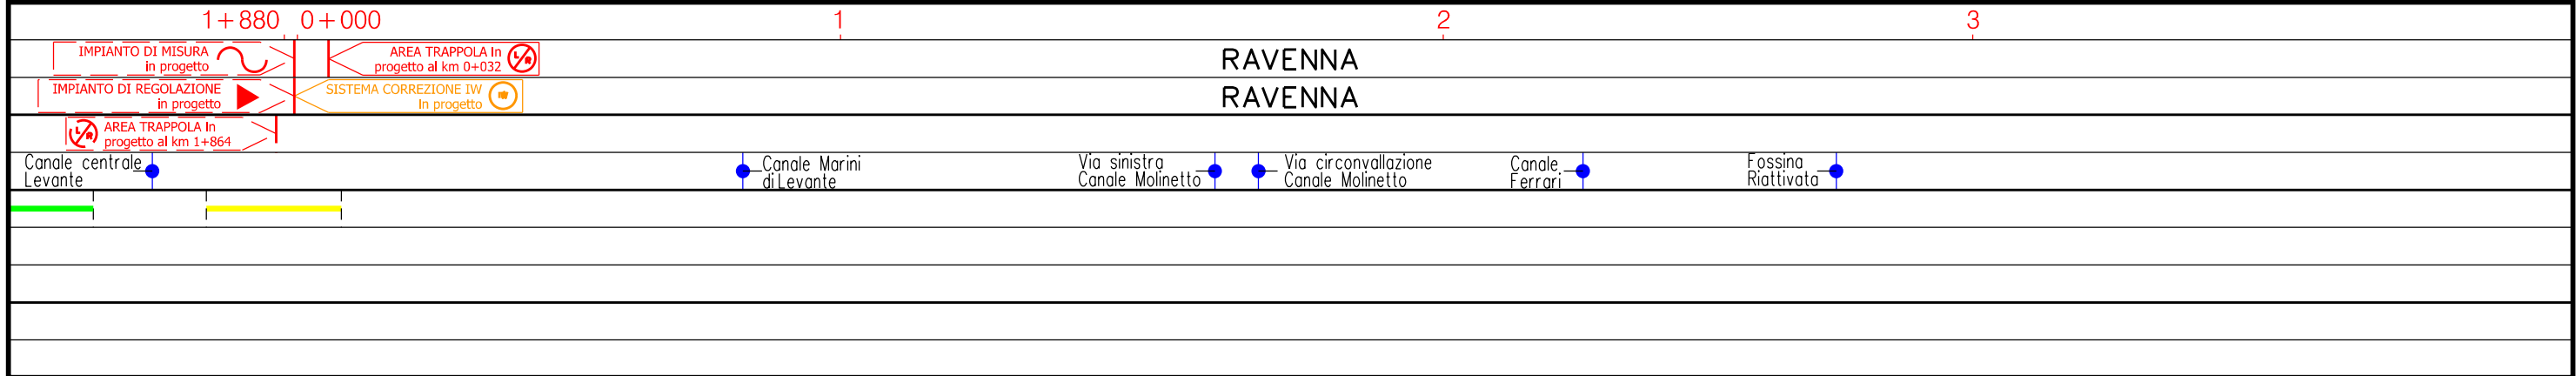 1+880 0+000 1 2 3
IMPIANTO DI MISURA
in progetto
AREA TRAPPOLA In
progetto al km 0+032
L/R
RAVENNA
IMPIANTO DI REGOLAZIONE
in progetto
SISTEMA CORREZIONE IW
In progetto
RAVENNA
L/R
AREA TRAPPOLA In
progetto al km 1+864
Canale centrale
Levante
Canale Marini
diLevante
Via sinistra
Canale Molinetto
Via circonvallazione
Canale Molinetto
Canale
Ferrari
Fossina
Riattivata